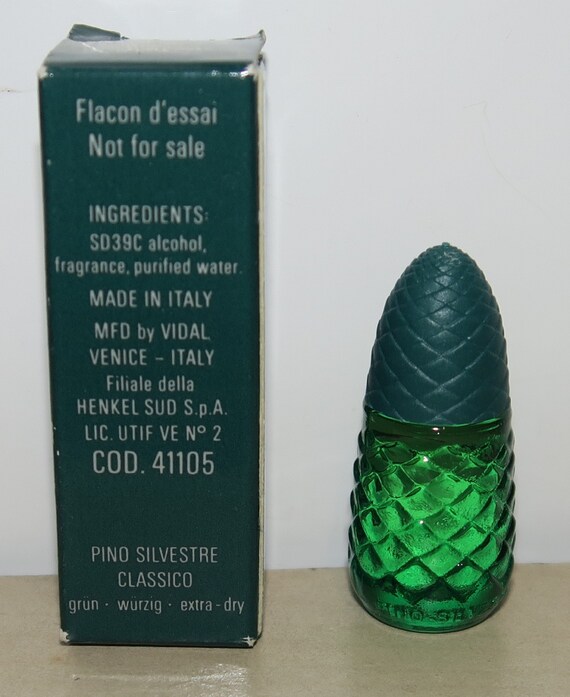 Flacon d'essai
Not for sale
INGREDIENTS:
SD39C alcohol,
fragrance, purified water.
MADE IN ITALY
MFD by VIDAL
VENICE – ITALY
Filiale della
HENKEL SUD S.p.A.
LIC. UTIF VE N° 2
COD. 41105
PINO SILVESTRE
CLASSICO
grün · würzig · extra-dry